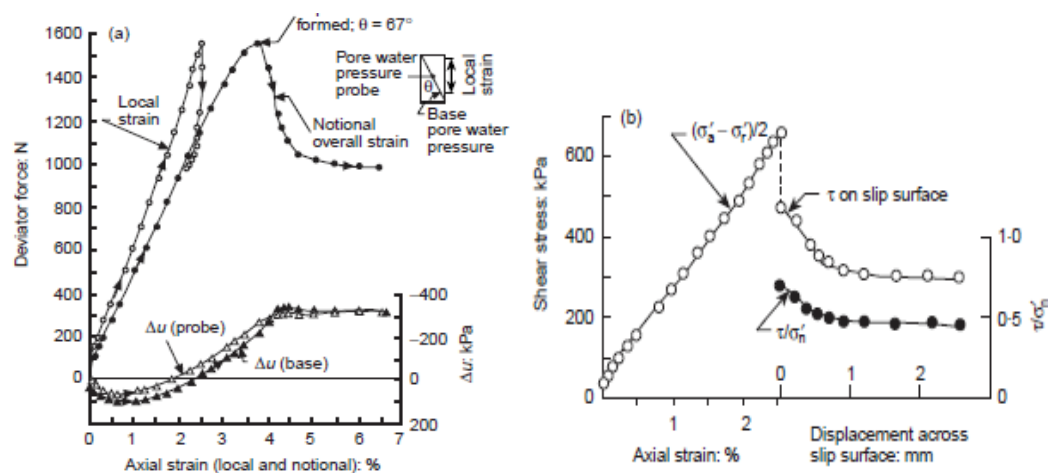 formed; θ = 67°
(a)
1600
1400
1200
1000
800
600
400
200
0
Deviator force: N
Local
strain
Pore water
pressure
probe
θ
Local
strain
Base
pore water
pressure
Notional
overall strain
Δu (probe)
Δu (base)
-400
-200
0
200
Δu: kPa
0 1 2 3 4 5 6 7
Axial strain (local and notional): %
(b)
(σ′a − σ′r)/2
τ on slip surface
τ/σ′n
600
400
200
0
Shear stress: kPa
1·0
0·5
0
τ/σ′n
1 2
Axial strain: %
0 1 2
Displacement across
slip surface: mm